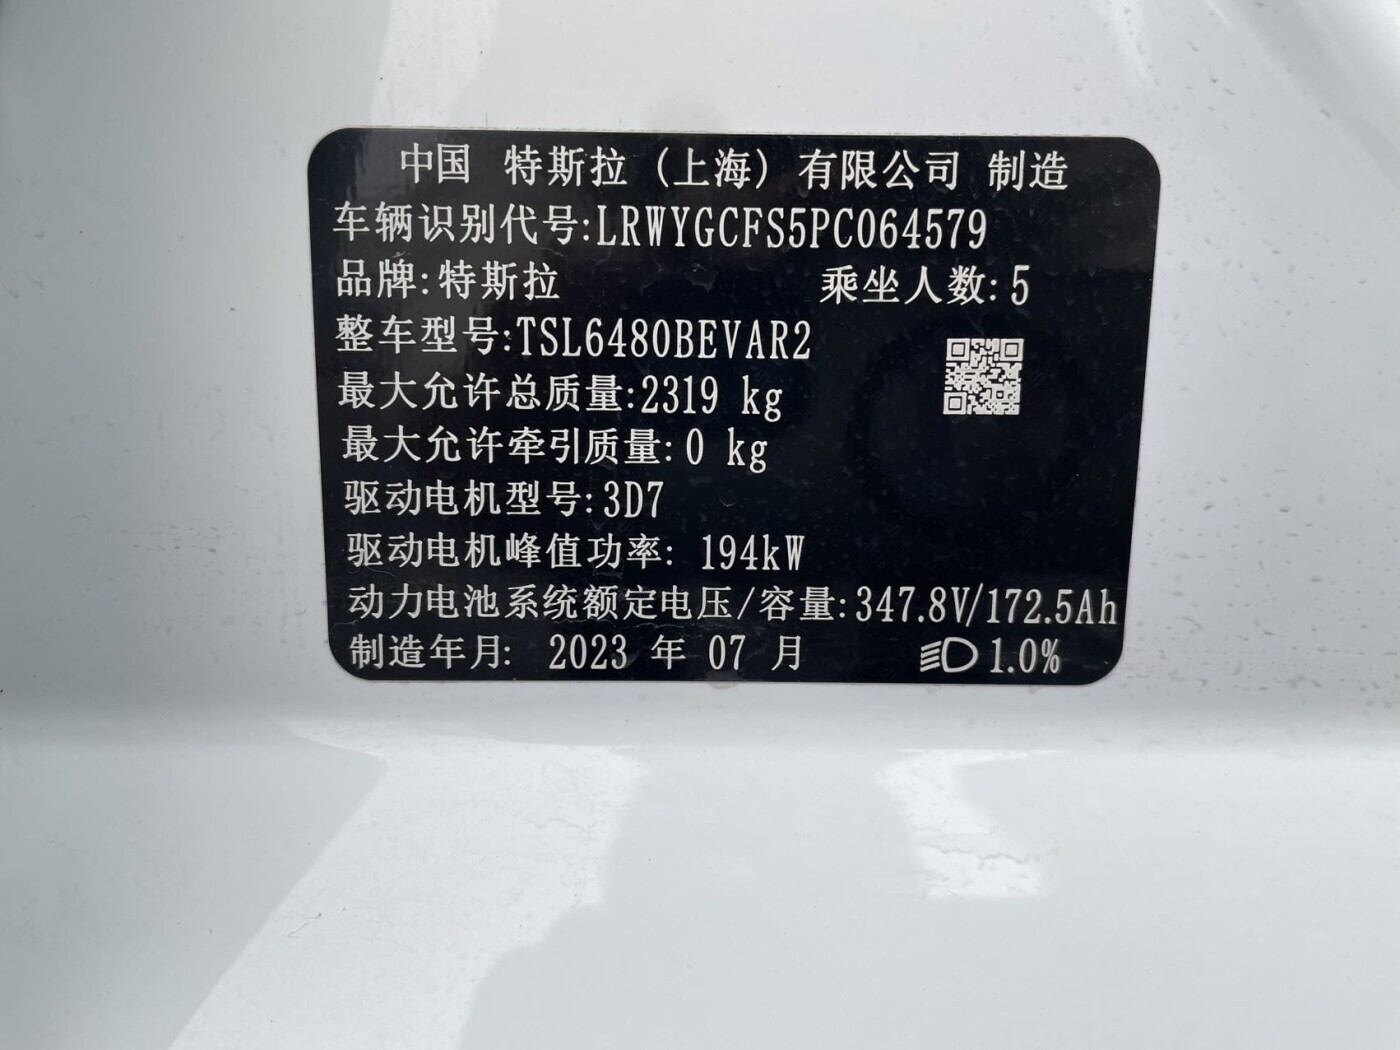 中国 特斯拉 (上海) 有限公司 制造
车辆识别代号:LRWYGCFS5PC064579
品牌:特斯拉 乘坐人数:5
整车型号:TSL6480BEVAR2
最大允许总质量:2319 kg
最大允许牵引质量:0 kg
驱动电机型号:3D7
驱动电机峰值功率: 194kW
动力电池系统额定电压/容量:347.8V/172.5Ah
制造年月: 2023 年 07 月 1.0%